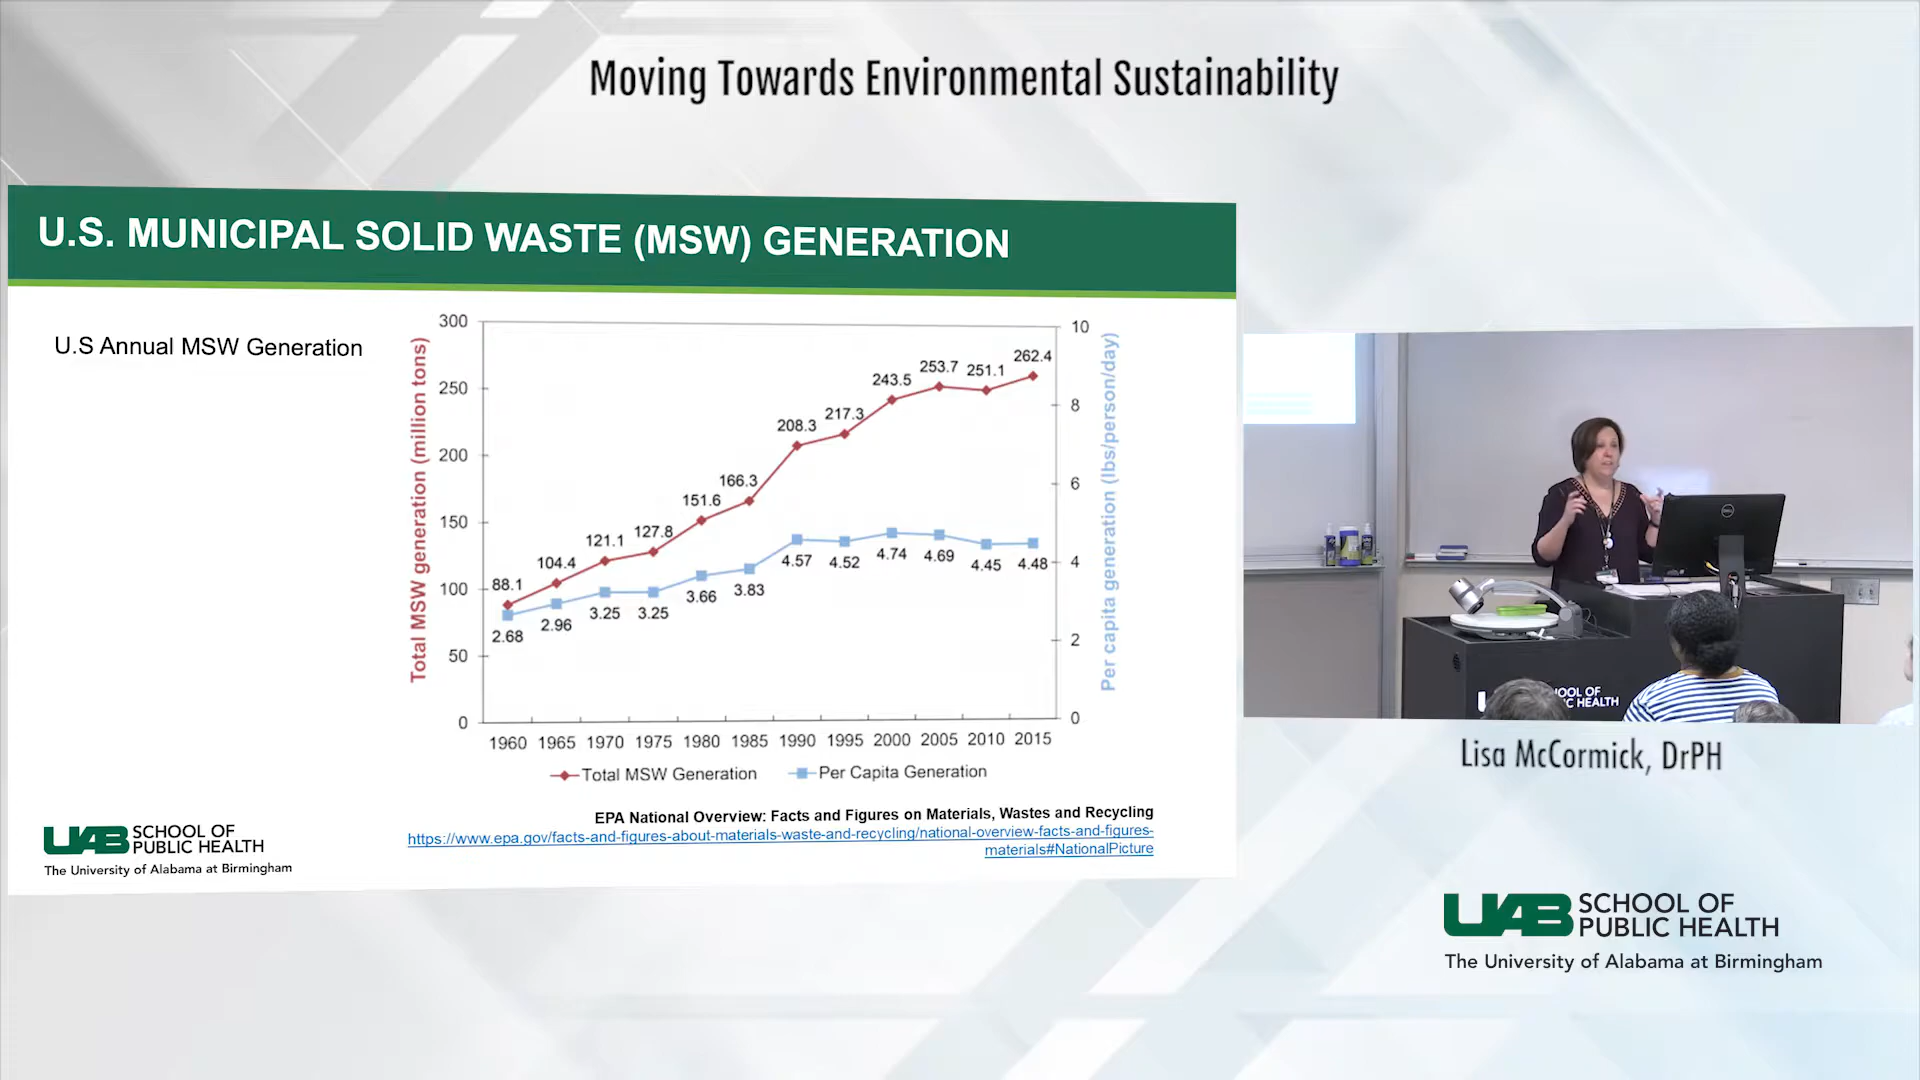 Moving Towards Environmental Sustainability
U.S. MUNICIPAL SOLID WASTE (MSW) GENERATION
U.S Annual MSW Generation
Total MSW generation (million tons)
300
250
200
150
100
50
0
88.1
104.4
121.1
127.8
151.6
166.3
208.3
217.3
243.5
253.7
251.1
262.4
2.68
2.96
3.25
3.25
3.66
3.83
4.57
4.52
4.74
4.69
4.45
4.48
10
8
6
4
2
0
Per capita generation (lbs/person/day)
1960 1965 1970 1975 1980 1985 1990 1995 2000 2005 2010 2015
Total MSW Generation Per Capita Generation
EPA National Overview: Facts and Figures on Materials, Wastes and Recycling
https://www.epa.gov/facts-and-figures-about-materials-waste-and-recycling/national-overview-facts-and-figures-
materials#NationalPicture
UAB SCHOOL OF
PUBLIC HEALTH
The University of Alabama at Birmingham
DELL
Lisa McCormick, DrPH
UAB SCHOOL OF
PUBLIC HEALTH
The University of Alabama at Birmingham